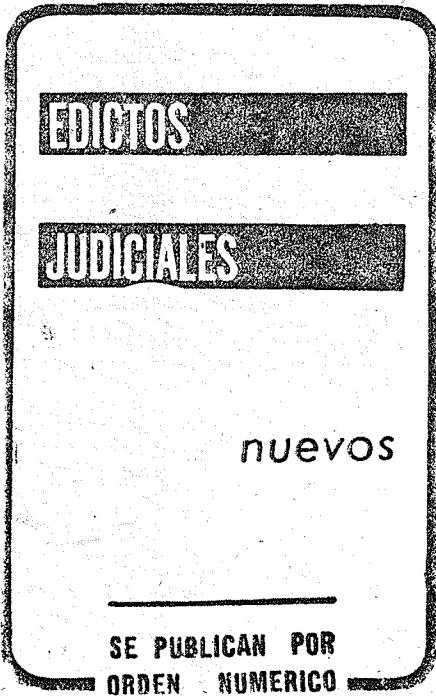 EDICTOS
JUDICIALES
nuevos
SE PUBLICAN POR
ORDEN NUMERICO